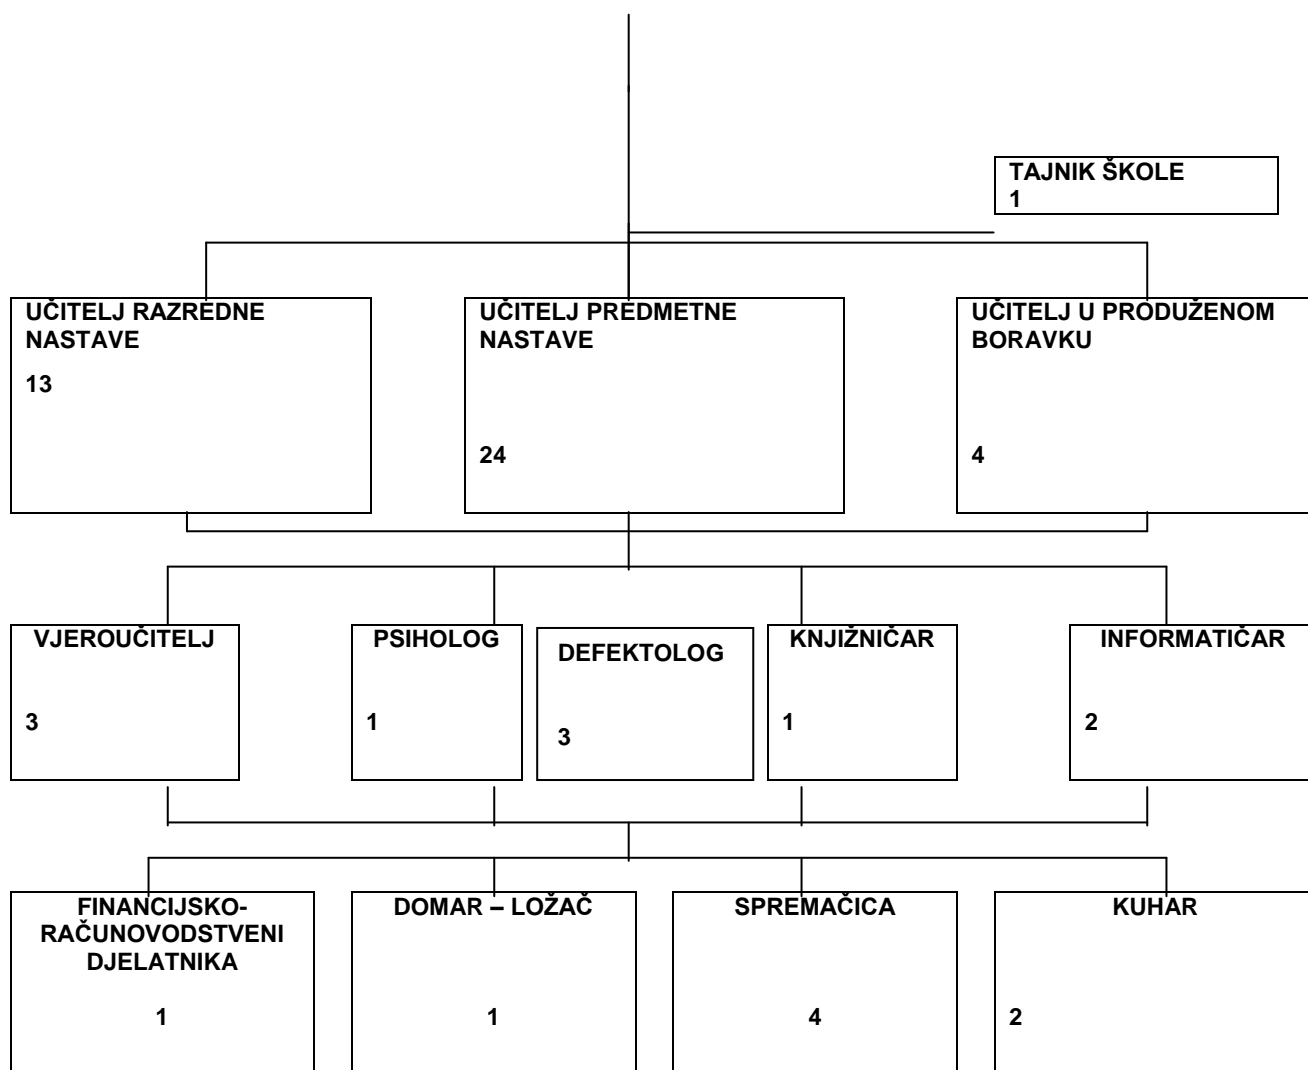 TAJNIK ŠKOLE
1
UČITELJ RAZREDNE
NASTAVE
13
UČITELJ PREDMETNE
NASTAVE
24
UČITELJ U PRODUŽENOM
BORAVKU
4
VJEROUČITELJ
3
PSIHOLOG
1
DEFEKTOLOG
3
KNJIŽNIČAR
1
INFORMATIČAR
2
FINANCIJSKO-
RAČUNOVODSTVENI
DJELATNIKA
1
DOMAR – LOŽAČ
1
SPREMAČICA
4
KUHAR
2